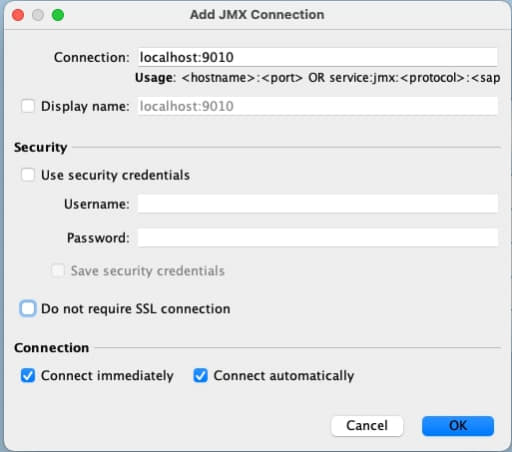 Add JMX Connection
Connection: localhost:9010
Usage: <hostname>:<port> OR service:jmx:<protocol>:<sap
Display name: localhost:9010
Security
Use security credentials
Username:
Password:
Save security credentials
Do not require SSL connection
Connection
Connect immediately Connect automatically
Cancel OK